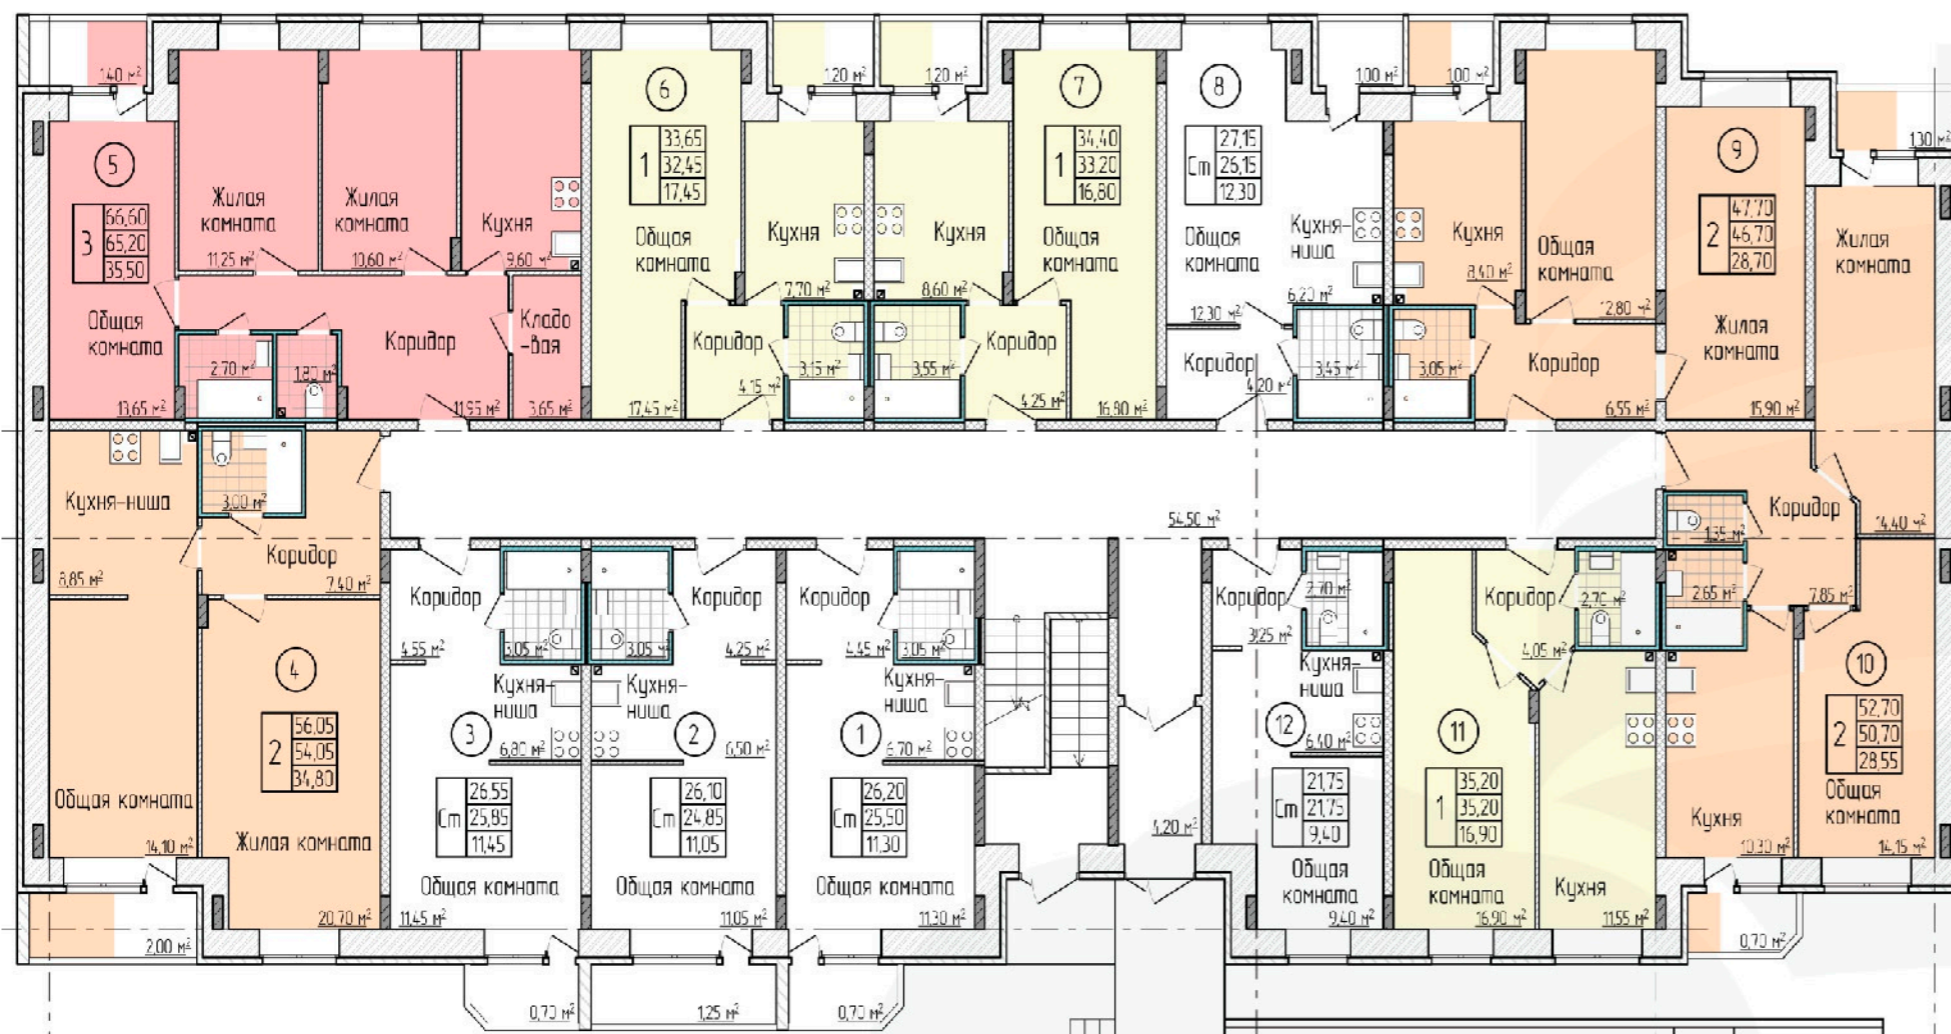 1,40 м²
5
3
66,60
65,20
35,50
Общая
комната
13,65 м²
Жилая
комната
11,25 м²
Жилая
комната
10,60 м²
Кухня
9,60 м²
Кладо
-вая
3,65 м²
Коридор
11,95 м²
2,70 м²
1,80 м²
6
1
33,65
32,45
17,45
Общая
комната
17,45 м²
Кухня
7,70 м²
Коридор
4,15 м²
3,15 м²
1,20 м²
1,20 м²
7
1
34,40
33,20
16,80
Кухня
8,60 м²
Общая
комната
16,80 м²
Коридор
4,25 м²
3,55 м²
8
Ст
27,15
26,15
12,30
Общая
комната
12,30 м²
Кухня-
ниша
6,20 м²
Коридор
4,20 м²
3,45 м²
1,00 м²
1,00 м²
9
2
47,70
46,70
28,70
Кухня
8,40 м²
Общая
комната
12,80 м²
Жилая
комната
15,90 м²
Коридор
6,55 м²
3,05 м²
1,30 м²
Жилая
комната
14,40 м²
54,50 м²
Кухня-ниша
8,85 м²
3,00 м²
Коридор
7,40 м²
4
2
56,05
54,05
34,80
Общая комната
14,10 м²
Жилая комната
20,70 м²
2,00 м²
Коридор
4,55 м²
3,05 м²
Кухня-
ниша
3
6,80 м²
Ст
26,55
25,85
11,45
Общая комната
11,45 м²
0,70 м²
Коридор
4,25 м²
3,05 м²
Кухня-
ниша
2
6,50 м²
Ст
26,10
24,85
11,05
Общая комната
11,05 м²
1,25 м²
Коридор
4,45 м²
3,05 м²
Кухня-
ниша
1
6,70 м²
Ст
26,20
25,50
11,30
Общая комната
11,30 м²
0,70 м²
4,20 м²
Коридор
3,25 м²
2,70 м²
Кухня-
ниша
12
6,40 м²
Ст
21,75
21,75
9,40
Общая
комната
9,40 м²
Коридор
4,05 м²
2,70 м²
11
1
35,20
35,20
16,90
Общая
комната
16,90 м²
Кухня
11,55 м²
Коридор
7,85 м²
1,35 м²
2,65 м²
10
2
52,70
50,70
28,55
Кухня
10,30 м²
Общая
комната
14,15 м²
0,70 м²